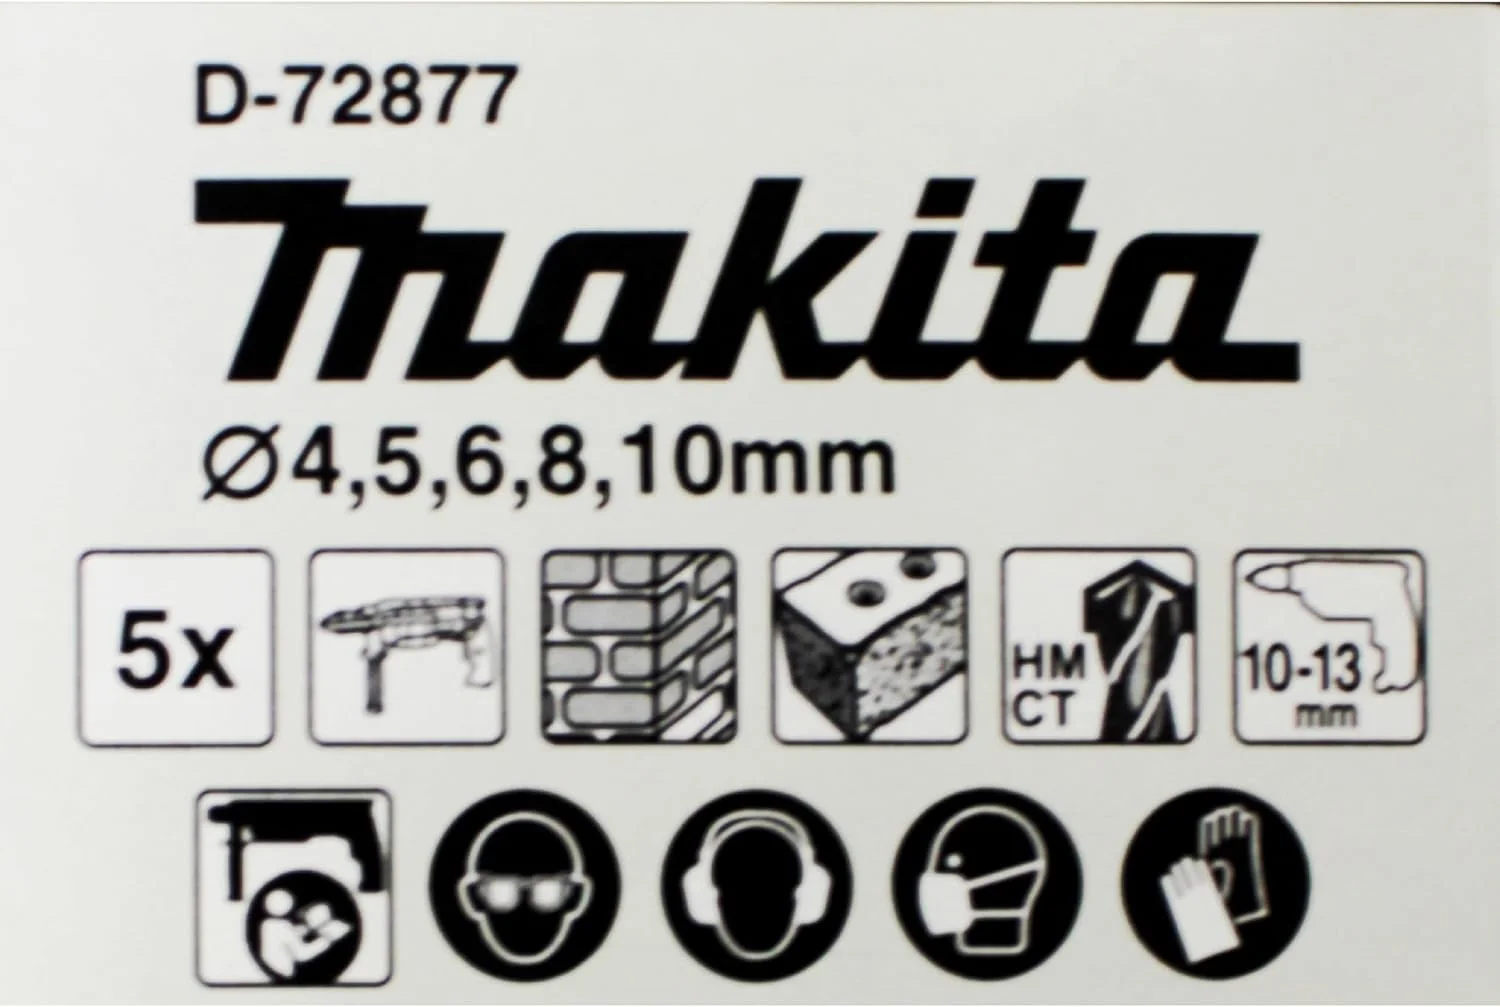 D-72877
makita
Ø4,5,6,8,10mm
5x
HM
CT
10-13
mm